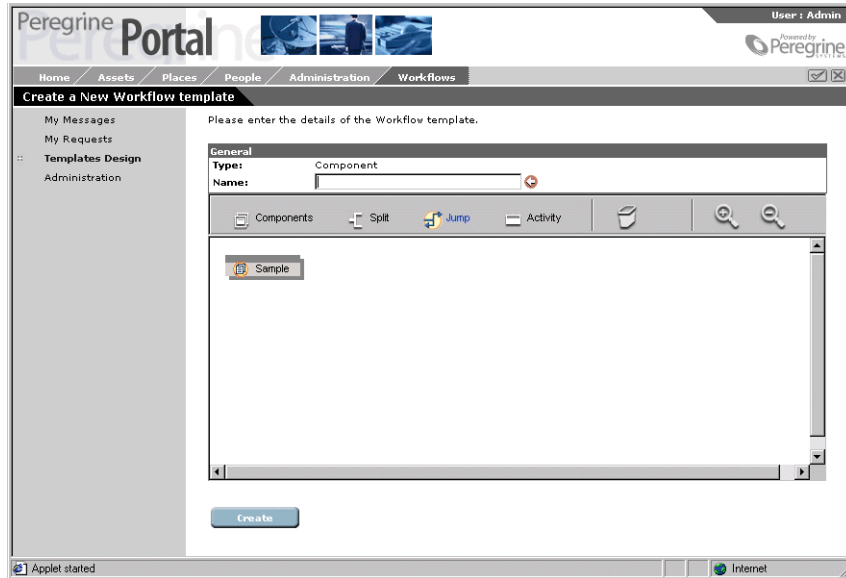 Peregrine Portal
User : Admin
Powered by
Peregrine
SYSTEMS
Home / Assets / Places / People / Administration / Workflows
Create a New Workflow template
My Messages
My Requests
Templates Design
Administration
Please enter the details of the Workflow template.
General
Type: Component
Name:
Components Split Jump Activity
Sample
Create
Applet started
Internet